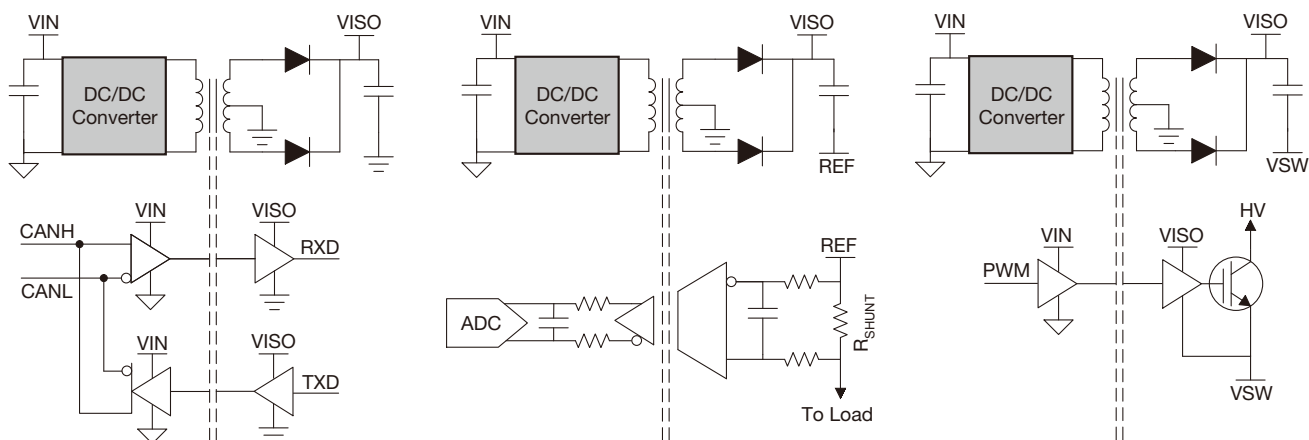 VIN
VISO
DC/DC
Converter
VIN
VISO
CANH
RXD
CANL
VIN
VISO
TXD
VIN
VISO
DC/DC
Converter
REF
REF
ADC
RSHUNT
To Load
VIN
VISO
DC/DC
Converter
VSW
HV
VIN
VISO
PWM
VSW